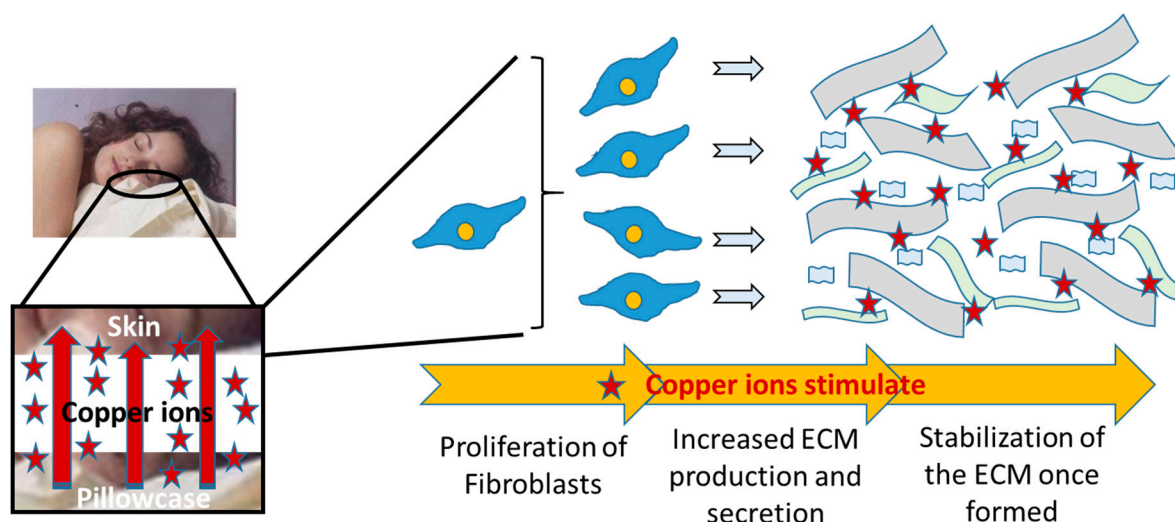 Skin
Copper ions
Pillowcase
Copper ions stimulate
Proliferation of
Fibroblasts
Increased ECM
production and
secretion
Stabilization of
the ECM once
formed